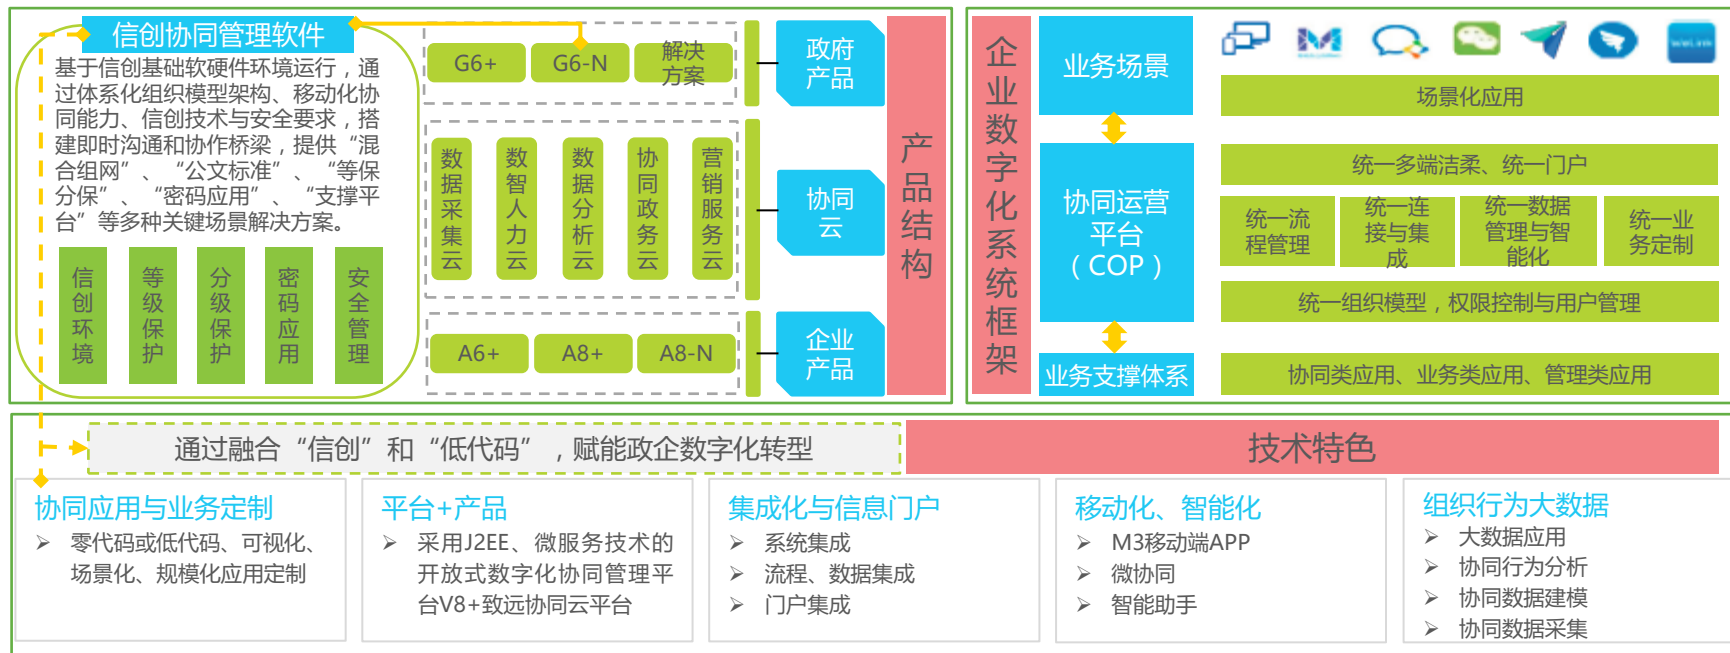 信创协同管理软件
基于信创基础软硬件环境运行，通
过体系化组织模型架构、移动化协
同能力、信创技术与安全要求，搭
建即时沟通和协作桥梁，提供“混
合组网”、“公文标准”、“等保
分保”、“密码应用”、“支撑平
台”等多种关键场景解决方案。
信创环境
等级保护
分级保护
密码应用
安全管理
G6+
G6-N
解决
方案
政府
产品
数据采集云
数智人力云
数据分析云
协同政务云
营销服务云
协同
云
A6+
A8+
A8-N
企业
产品
产品结构
企业数字化系统框架
业务场景
场景化应用
协同运营
平台
（COP）
统一多端洁柔、统一门户
统一流
程管理
统一连
接与集
成
统一数据
管理与智
能化
统一业
务定制
统一组织模型，权限控制与用户管理
业务支撑体系
协同类应用、业务类应用、管理类应用
通过融合“信创”和“低代码”，赋能政企数字化转型
技术特色
协同应用与业务定制
➢ 零代码或低代码、可视化、
场景化、规模化应用定制
平台+产品
➢ 采用J2EE、微服务技术的
开放式数字化协同管理平
台V8+致远协同云平台
集成化与信息门户
➢ 系统集成
➢ 流程、数据集成
➢ 门户集成
移动化、智能化
➢ M3移动端APP
➢ 微协同
➢ 智能助手
组织行为大数据
➢ 大数据应用
➢ 协同行为分析
➢ 协同数据建模
➢ 协同数据采集